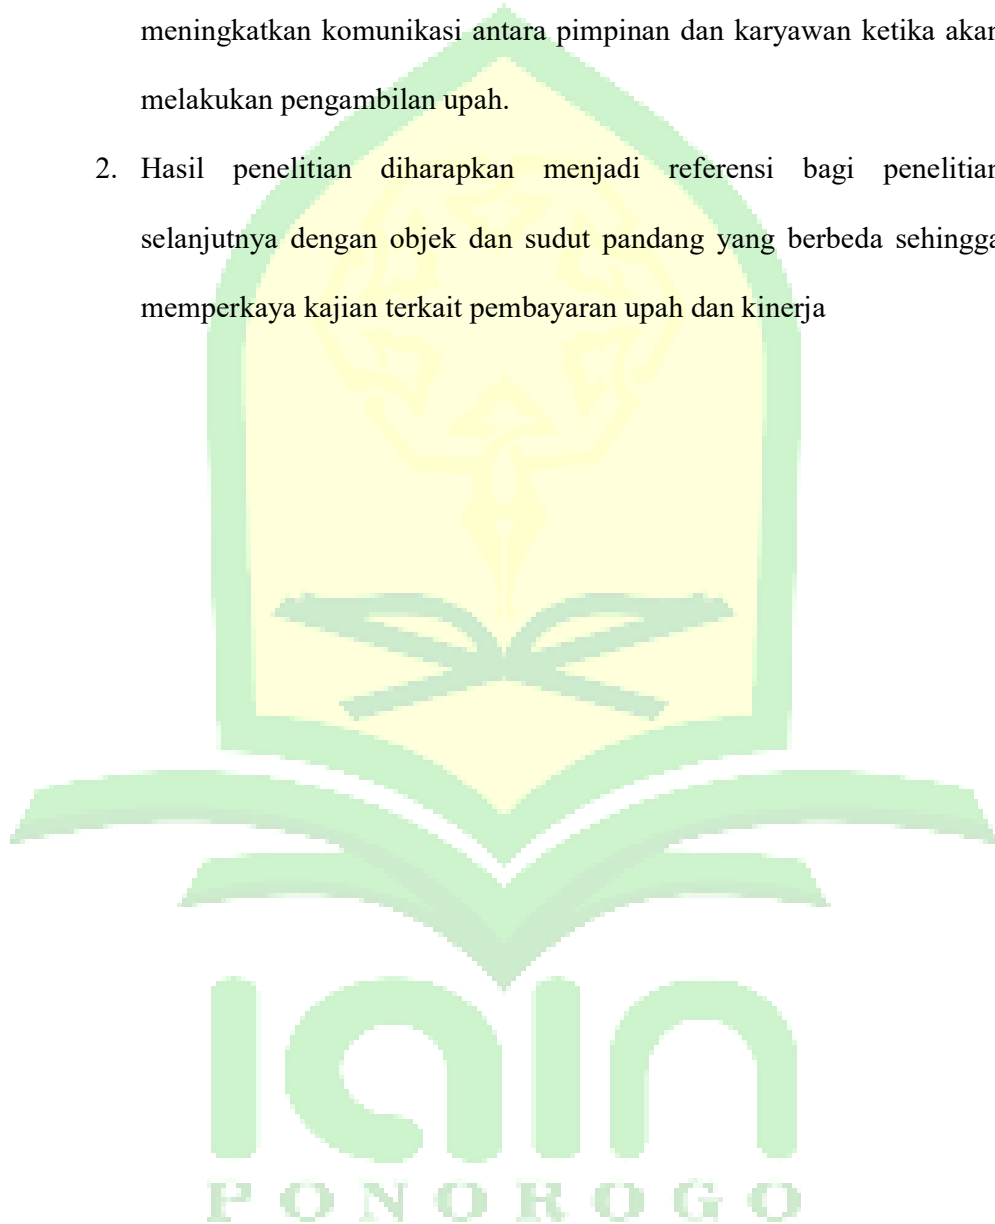 meningkatkan komunikasi antara pimpinan dan karyawan ketika akan
melakukan pengambilan upah.
2. Hasil penelitian diharapkan menjadi referensi bagi penelitian
selanjutnya dengan objek dan sudut pandang yang berbeda sehingga
memperkaya kajian terkait pembayaran upah dan kinerja
iain
PONOROGO